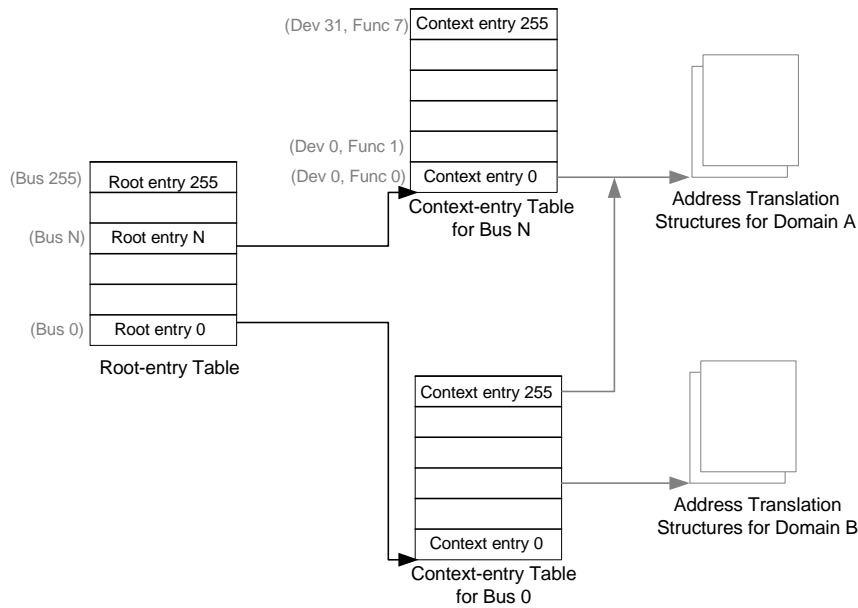 (Dev 31, Func 7)
Context entry 255
(Dev 0, Func 1)
(Dev 0, Func 0)
Context entry 0
Context-entry Table
for Bus N
Address Translation
Structures for Domain A
(Bus 255)
Root entry 255
(Bus N)
Root entry N
(Bus 0)
Root entry 0
Root-entry Table
Context entry 255
Context entry 0
Context-entry Table
for Bus 0
Address Translation
Structures for Domain B